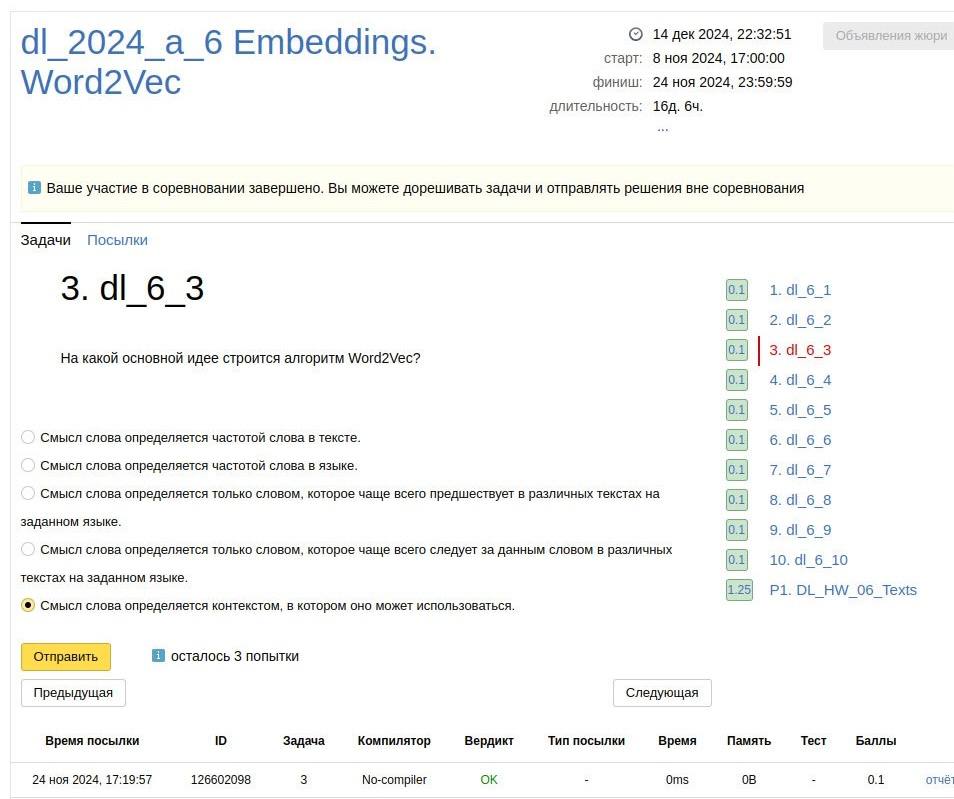 dl_2024_a_6 Embeddings.
Word2Vec
14 дек 2024, 22:32:51
старт: 8 ноя 2024, 17:00:00
финиш: 24 ноя 2024, 23:59:59
длительность: 16д. 6ч.
...
Объявления жюри
Ваше участие в соревновании завершено. Вы можете дорешивать задачи и отправлять решения вне соревнования
Задачи Посылки
3. dl_6_3
На какой основной идее строится алгоритм Word2Vec?
Смысл слова определяется частотой слова в тексте.
Смысл слова определяется частотой слова в языке.
Смысл слова определяется только словом, которое чаще всего предшествует в различных текстах на
заданном языке.
Смысл слова определяется только словом, которое чаще всего следует за данным словом в различных
текстах на заданном языке.
Смысл слова определяется контекстом, в котором оно может использоваться.
Отправить осталось 3 попытки
Предыдущая Следующая
0.1 1. dl_6_1
0.1 2. dl_6_2
0.1 3. dl_6_3
0.1 4. dl_6_4
0.1 5. dl_6_5
0.1 6. dl_6_6
0.1 7. dl_6_7
0.1 8. dl_6_8
0.1 9. dl_6_9
0.1 10. dl_6_10
1.25 P1. DL_HW_06_Texts
Время посылки ID Задача Компилятор Вердикт Тип посылки Время Память Тест Баллы
24 ноя 2024, 17:19:57 126602098 3 No-compiler OK - 0ms 0B - 0.1 отчёт